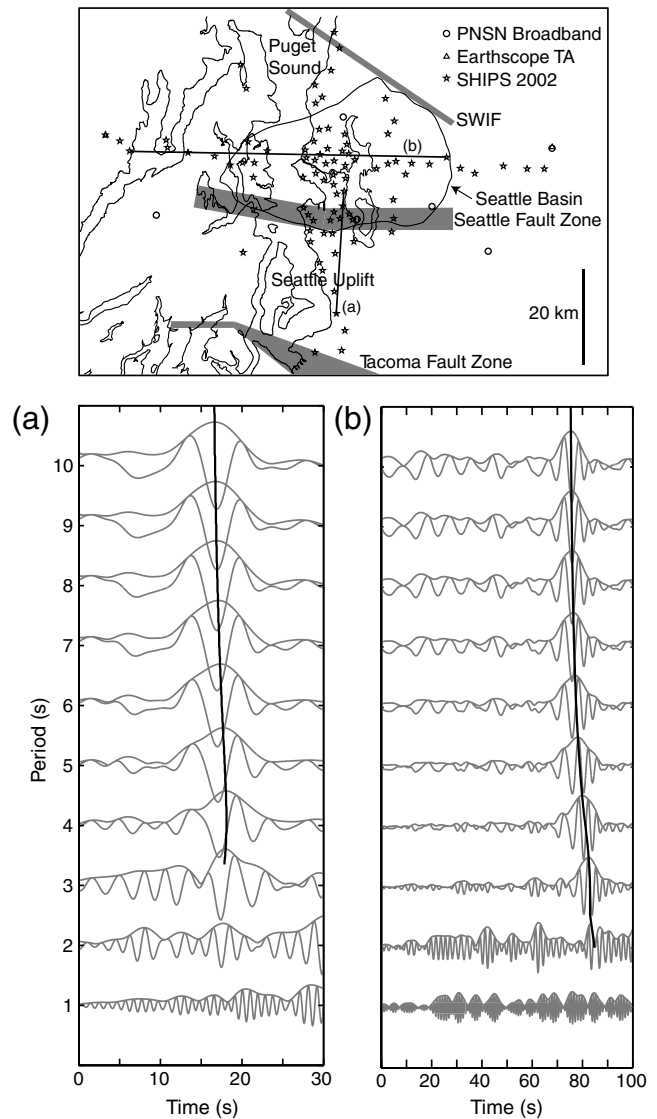 Puget
Sound
PNSN Broadband
Earthscope TA
SHIPS 2002
SWIF
(b)
Seattle Basin
Seattle Fault Zone
Seattle Uplift
(a)
20 km
Tacoma Fault Zone
(a)
(b)
Period (s)
10
9
8
7
6
5
4
3
2
1
0 10 20 30
Time (s)
0 20 40 60 80 100
Time (s)